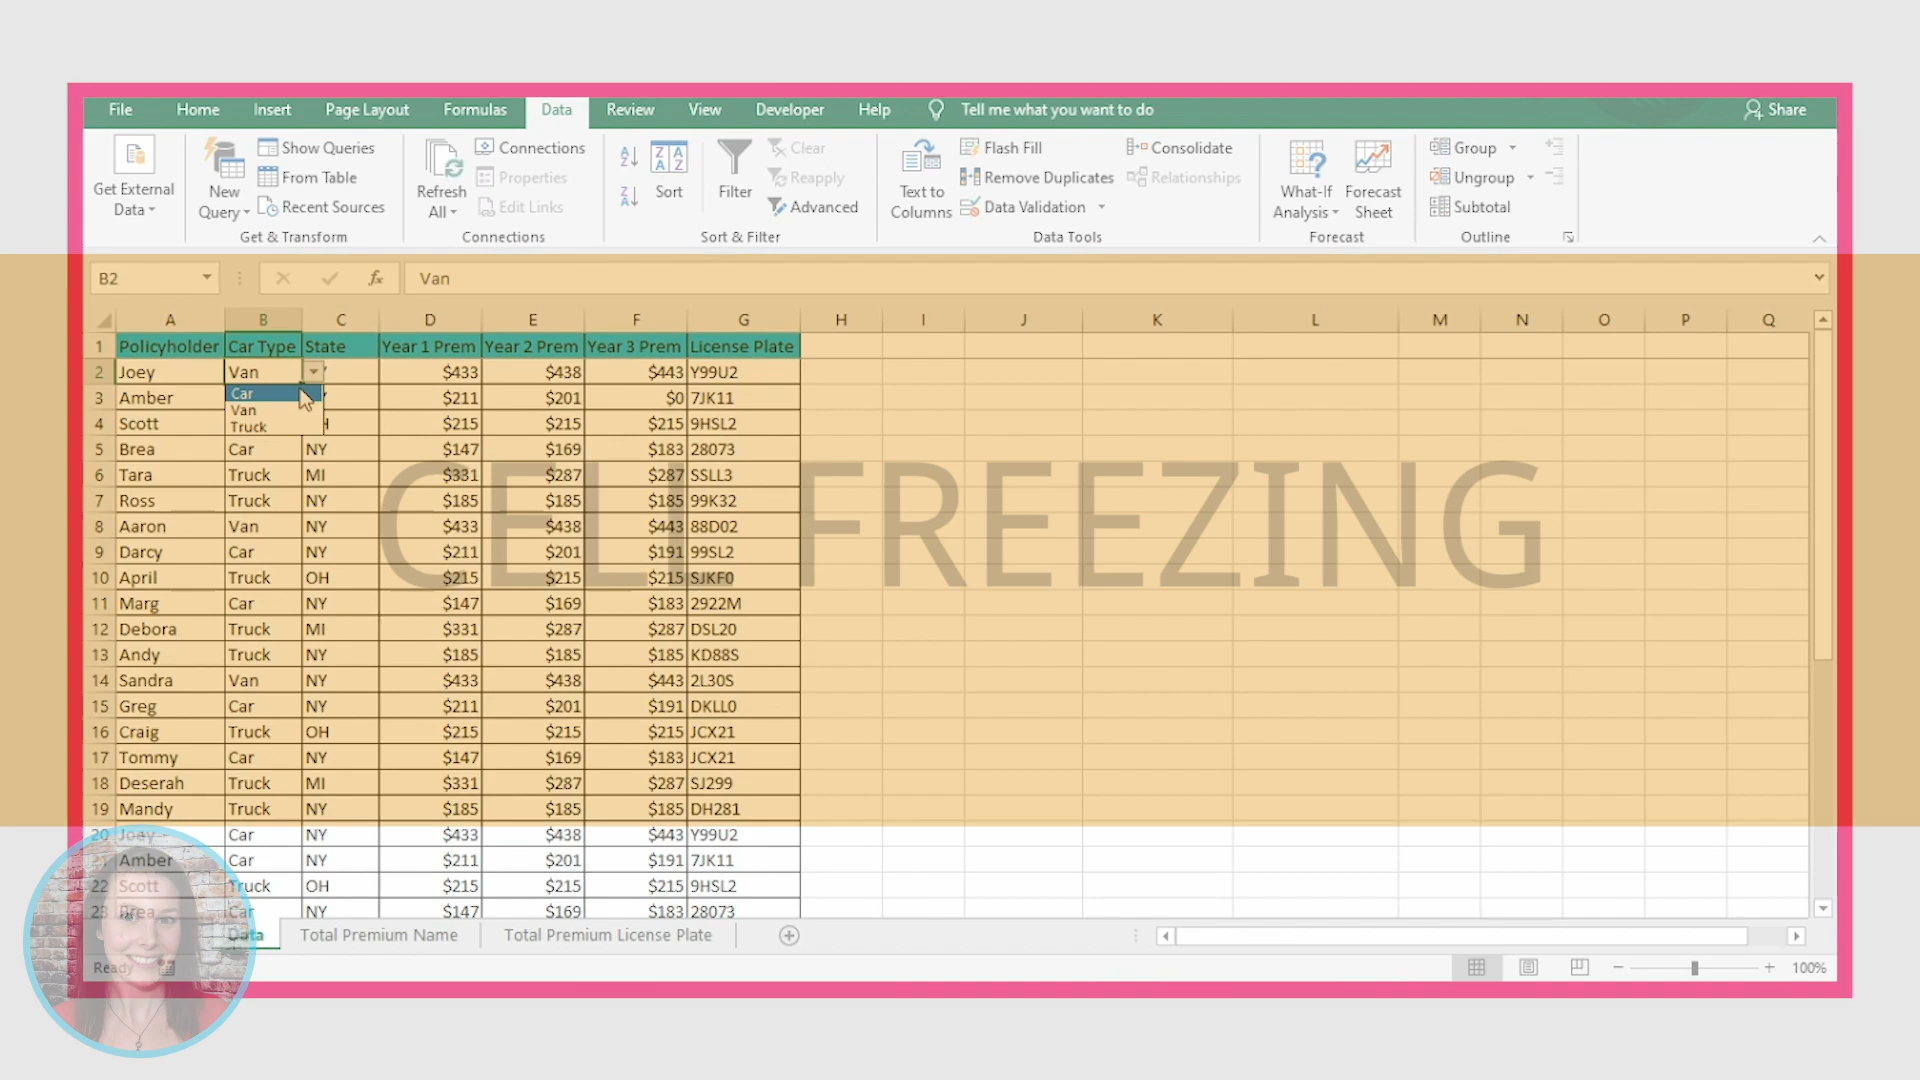 File Home Insert Page Layout Formulas Data Review View Developer Help Tell me what you want to do Share
Get External Data
New Query
Show Queries
From Table
Recent Sources
Get & Transform
Refresh All
Connections
Properties
Edit Links
Connections
Sort
Filter
Clear
Reapply
Advanced
Sort & Filter
Text to Columns
Flash Fill
Remove Duplicates
Data Validation
Consolidate
Relationships
Data Tools
What-If Analysis
Forecast Sheet
Forecast
Group
Ungroup
Subtotal
Outline
B2 fx Van
A B C D E F G H I J K L M N O P Q
1 Policyholder Car Type State Year 1 Prem Year 2 Prem Year 3 Prem License Plate
2 Joey Van $433 $438 $443 Y99U2
Car
Van
Truck
3 Amber $211 $201 $0 7JK11
4 Scott $215 $215 $215 9HSL2
5 Brea Car NY $147 $169 $183 28073
6 Tara Truck MI $331 $287 $287 SSLL3
7 Ross Truck NY $185 $185 $185 99K32
8 Aaron Van NY $433 $438 $443 88D02
9 Darcy Car NY $211 $201 $191 99SL2
10 April Truck OH $215 $215 $215 SJKF0
11 Marg Car NY $147 $169 $183 2922M
12 Debora Truck MI $331 $287 $287 DSL20
13 Andy Truck NY $185 $185 $185 KD88S
14 Sandra Van NY $433 $438 $443 2L30S
15 Greg Car NY $211 $201 $191 DKLL0
16 Craig Truck OH $215 $215 $215 JCX21
17 Tommy Car NY $147 $169 $183 JCX21
18 Deserah Truck MI $331 $287 $287 SJ299
19 Mandy Truck NY $185 $185 $185 DH281
20 Joey Car NY $433 $438 $443 Y99U2
21 Amber Car NY $211 $201 $191 7JK11
22 Scott Truck OH $215 $215 $215 9HSL2
23 Brea Car NY $147 $169 $183 28073
CELL FREEZING
Data Total Premium Name Total Premium License Plate
Ready 100%